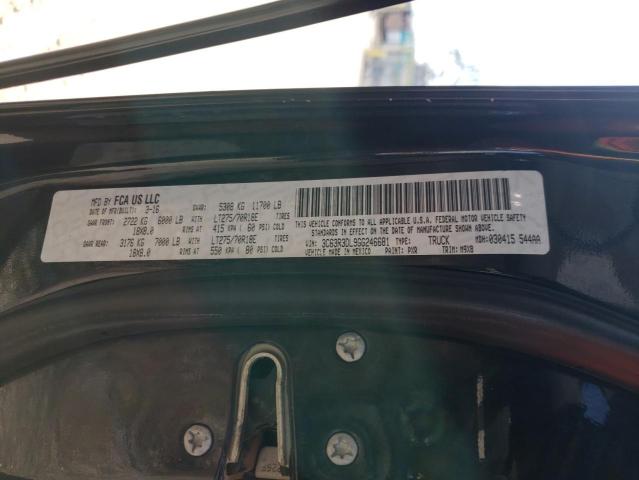 MFD BY FCA US LLC
DATE OF MFR(BUILT): 3-16 GVWR: 5308 KG 11700 LB
GAWR FRONT: 2722 KG 6000 LB WITH LT275/70R18E TIRES
18X8.0 415 KPA ( 60 PSI) COLD
GAWR REAR: 3176 KG 7000 LB WITH LT275/70R18E TIRES
18X8.0 550 KPA ( 80 PSI) COLD
THIS VEHICLE CONFORMS TO ALL APPLICABLE U.S.A. FEDERAL MOTOR VEHICLE SAFETY
STANDARDS IN EFFECT ON THE DATE OF MANUFACTURE SHOWN ABOVE.
VIN: 3C63R3DL9GG246681 TYPE: TRUCK MDH: 030415 544AA
VEHICLE MADE IN MEXICO PAINT: PXR TRIM: M9X8